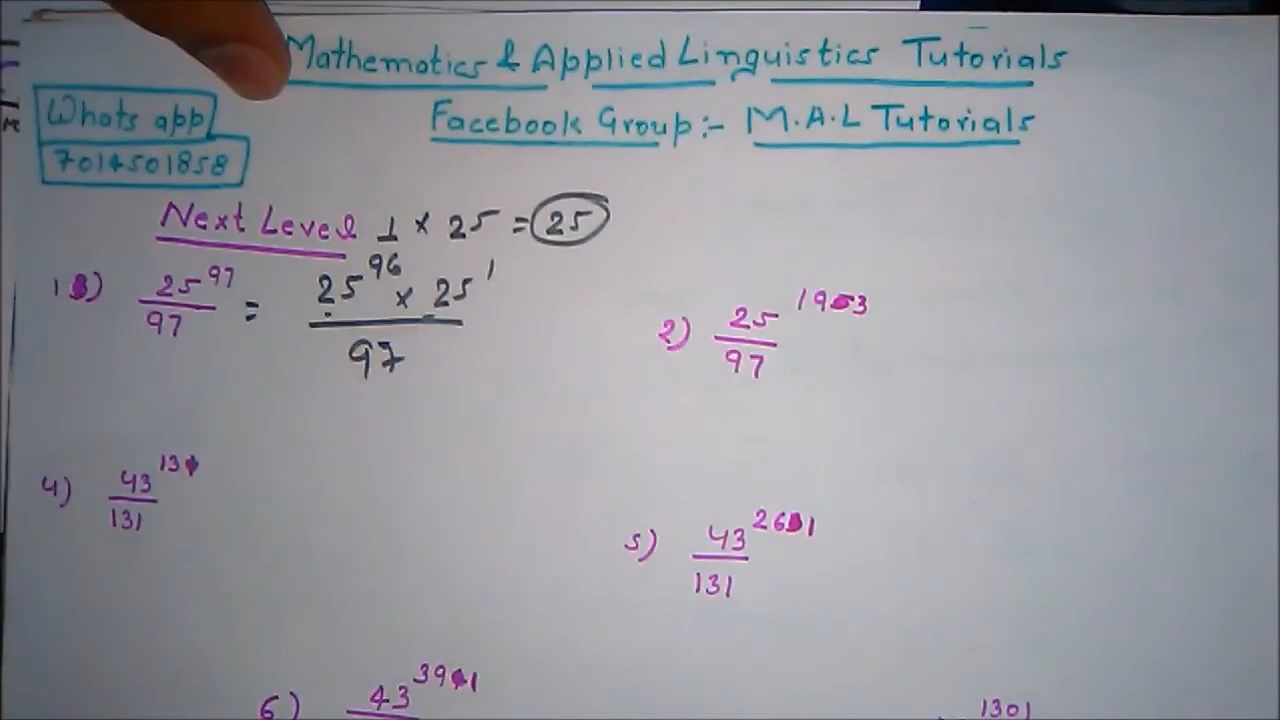 Mathematics & Applied Linguistics Tutorials
Facebook Group:- M.A.L Tutorials
Whats app
7014501858
Next Level 1 × 25 = 25
25^97 / 97 = 25^96 × 25^1 / 97
2) 25 / 97
4) 43 / 131
5) 43 / 131
6) 43
1301